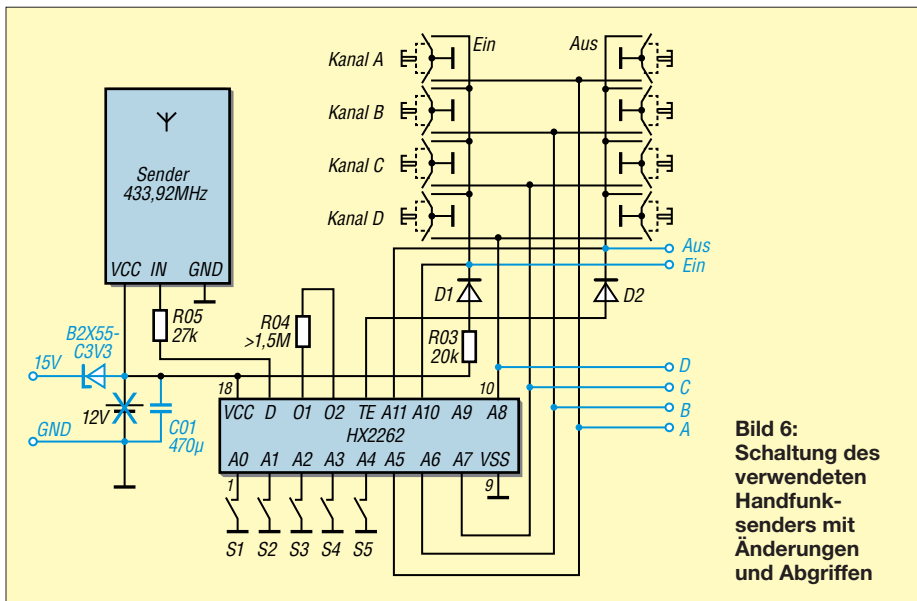 Ein
Aus
Kanal A
Kanal B
Kanal C
Kanal D
Sender
433,92MHz
VCC IN GND
Aus
Ein
D1
D2
R05
27k
R04
>1,5M
R03
20k
B2X55-
C3V3
15V
12V
GND
C01
470µ
D
C
B
A
18
10
VCC D O1 O2 TE A11 A10 A9 A8
HX2262
A0 A1 A2 A3 A4 A5 A6 A7 VSS
1
9
S1 S2 S3 S4 S5
Bild 6:
Schaltung des
verwendeten
Handfunk-
senders mit
Änderungen
und Abgriffen